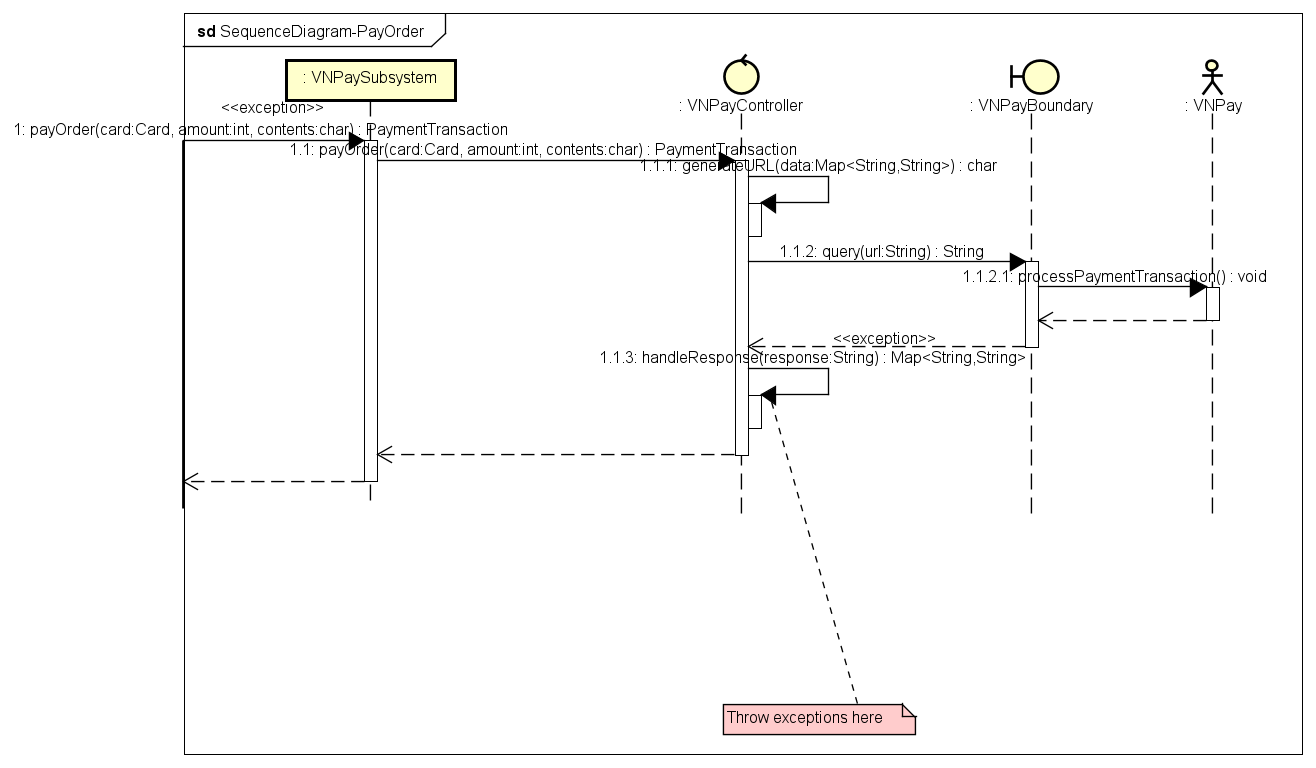 sd SequenceDiagram-PayOrder
: VNPaySubsystem
: VNPayController
: VNPayBoundary
: VNPay
<<exception>>
1: payOrder(card:Card, amount:int, contents:char) : PaymentTransaction
1.1: payOrder(card:Card, amount:int, contents:char) : PaymentTransaction
1.1.1: generateURL(data:Map<String,String>) : char
1.1.2: query(url:String) : String
1.1.2.1: processPaymentTransaction() : void
<<exception>>
1.1.3: handleResponse(response:String) : Map<String,String>
Throw exceptions here